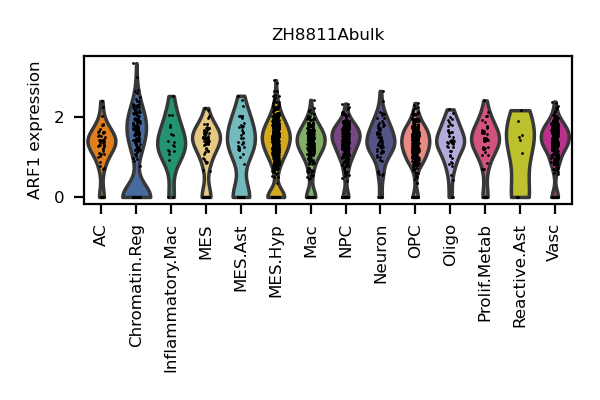 ZH8811Abulk
ARF1 expression
2
0
AC
Chromatin.Reg
Inflammatory.Mac
MES
MES.Ast
MES.Hyp
Mac
NPC
Neuron
OPC
Oligo
Prolif.Metab
Reactive.Ast
Vasc